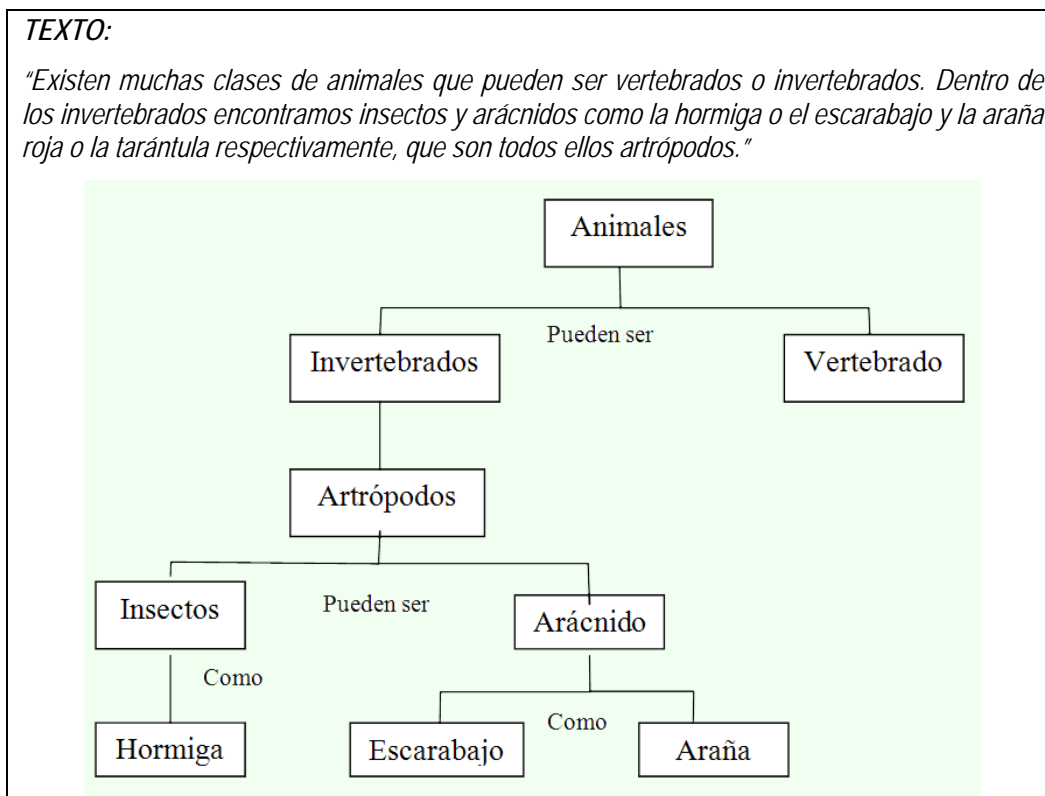 TEXTO:
“Existen muchas clases de animales que pueden ser vertebrados o invertebrados. Dentro de
los invertebrados encontramos insectos y arácnidos como la hormiga o el escarabajo y la araña
roja o la tarántula respectivamente, que son todos ellos artrópodos.”
Animales
Pueden ser
Invertebrados
Vertebrado
Artrópodos
Insectos
Pueden ser
Arácnido
Como
Hormiga
Escarabajo
Como
Araña